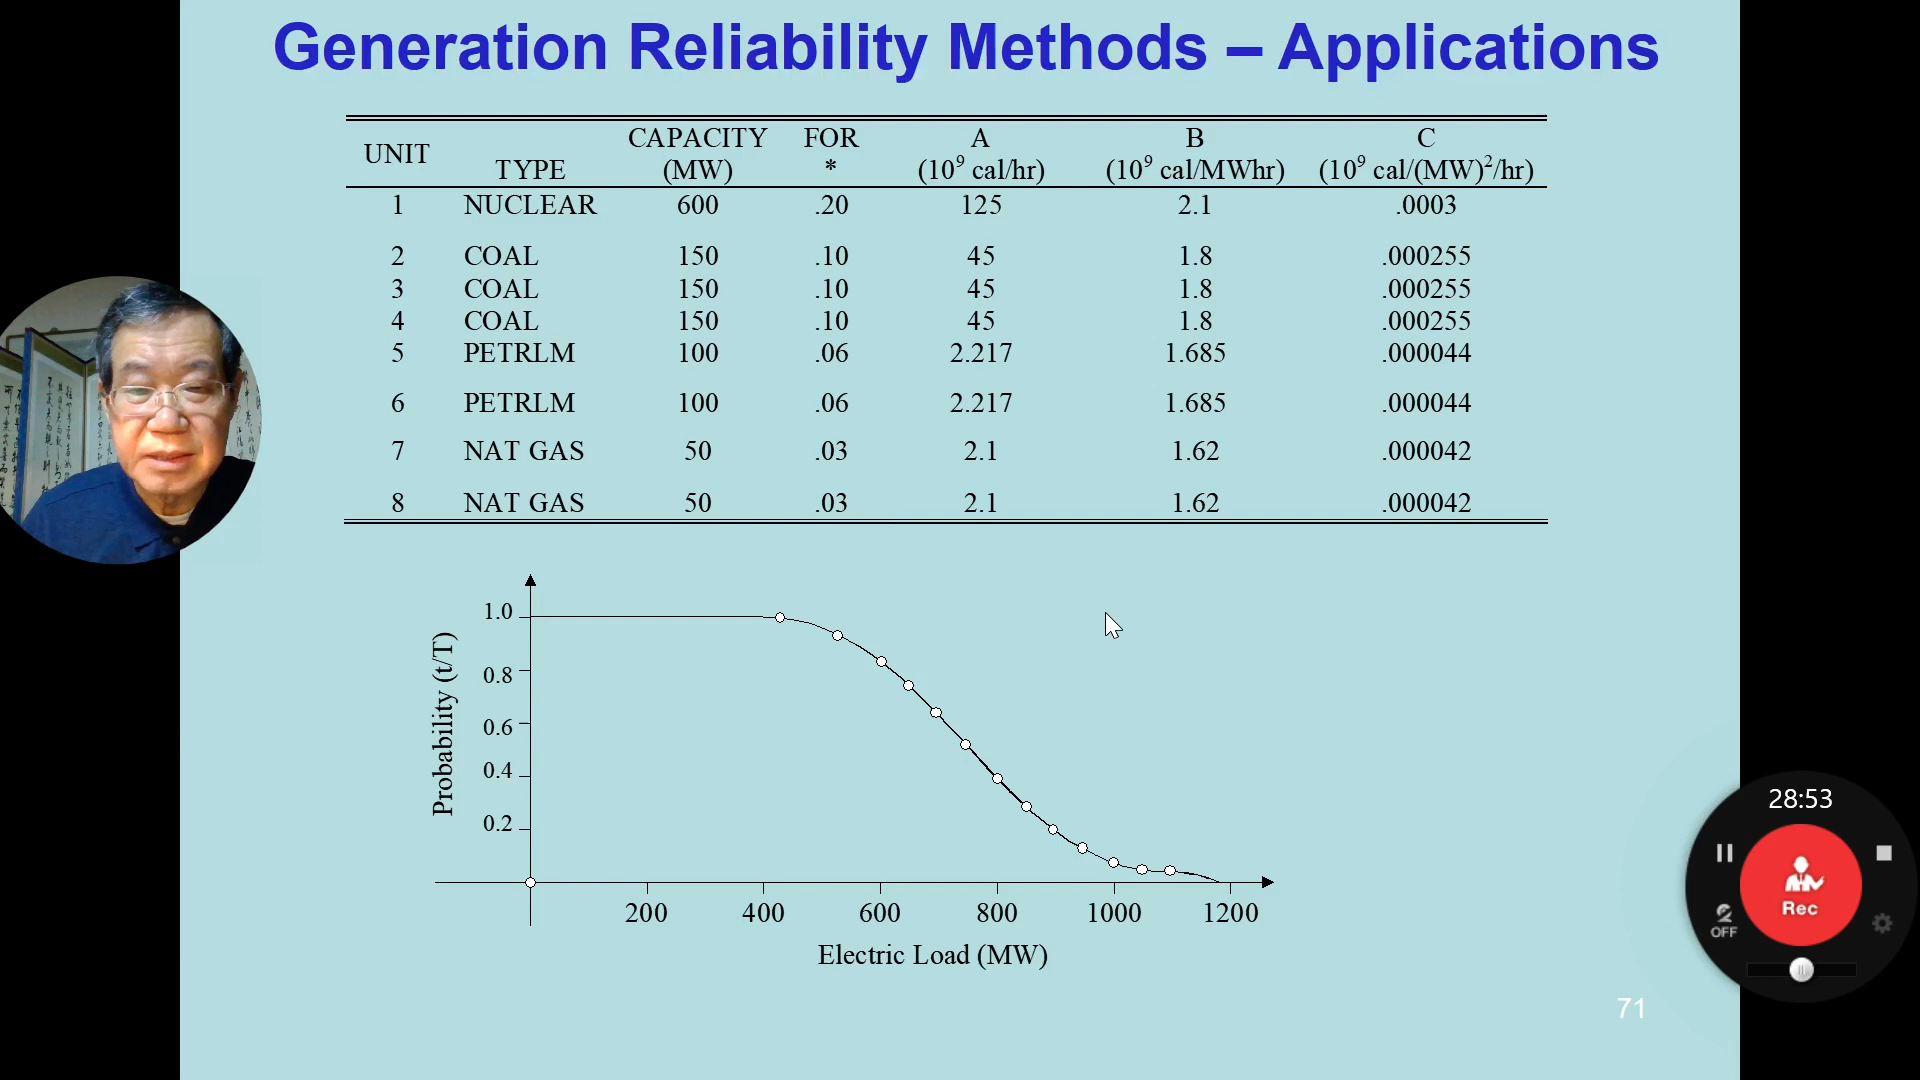 Generation Reliability Methods – Applications
UNIT TYPE CAPACITY (MW) FOR * A (10⁹ cal/hr) B (10⁹ cal/MWhr) C (10⁹ cal/(MW)²/hr)
1 NUCLEAR 600 .20 125 2.1 .0003
2 COAL 150 .10 45 1.8 .000255
3 COAL 150 .10 45 1.8 .000255
4 COAL 150 .10 45 1.8 .000255
5 PETRLM 100 .06 2.217 1.685 .000044
6 PETRLM 100 .06 2.217 1.685 .000044
7 NAT GAS 50 .03 2.1 1.62 .000042
8 NAT GAS 50 .03 2.1 1.62 .000042
Probability (t/T)
1.0
0.8
0.6
0.4
0.2
200 400 600 800 1000 1200
Electric Load (MW)
28:53
Rec
OFF
71